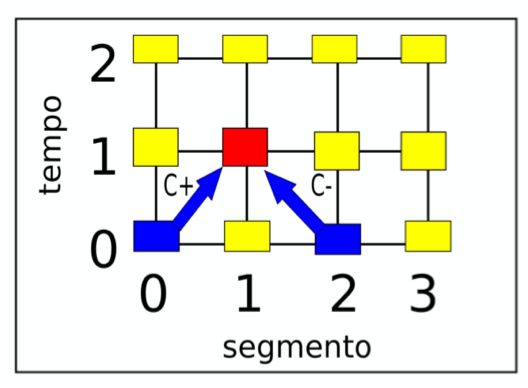 2
tempo
1
C+ C-
0
0 1 2 3
segmento